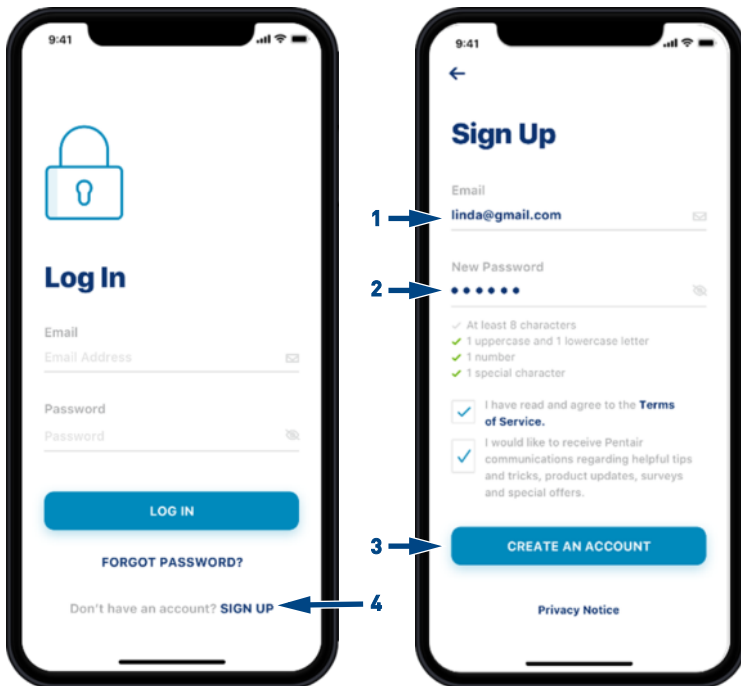 9:41
Log In
Email
Email Address
Password
Password
LOG IN
FORGOT PASSWORD?
Don't have an account? SIGN UP
4
9:41
Sign Up
Email
1
linda@gmail.com
New Password
2
At least 8 characters
1 uppercase and 1 lowercase letter
1 number
1 special character
I have read and agree to the Terms
of Service.
I would like to receive Pentair
communications regarding helpful tips
and tricks, product updates, surveys
and special offers.
3
CREATE AN ACCOUNT
Privacy Notice